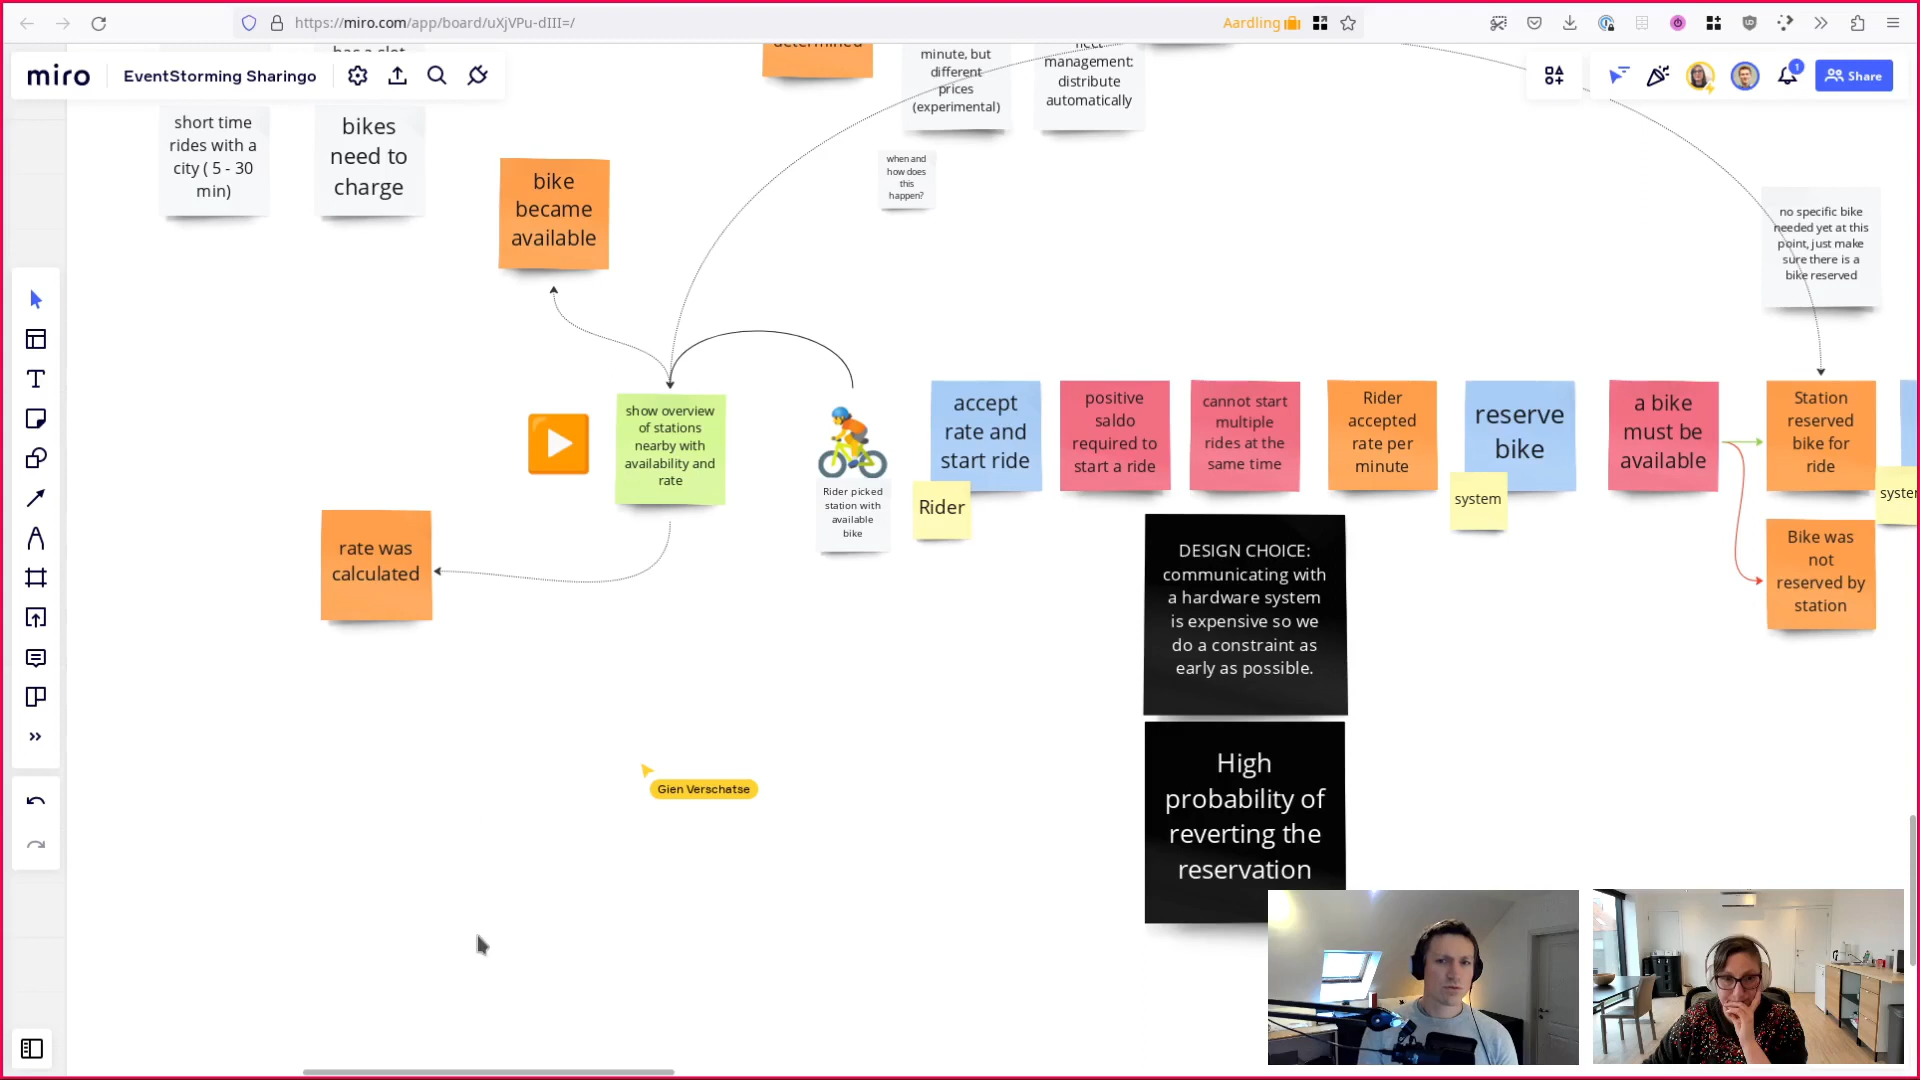 https://miro.com/app/board/uXjVPu-dIII=/
Aardling
miro
EventStorming Sharingo
1
Share
determined
minute, but
different
prices
(experimental)
management:
distribute
automatically
short time
rides with a
city ( 5 - 30
min)
bikes
need to
charge
when and
how does
this
happen?
bike
became
available
no specific bike
needed yet at this
point, just make
sure there is a
bike reserved
show overview
of stations
nearby with
availability and
rate
Rider picked
station with
available
bike
accept
rate and
start ride
Rider
positive
saldo
required to
start a ride
cannot start
multiple
rides at the
same time
Rider
accepted
rate per
minute
reserve
bike
system
a bike
must be
available
Station
reserved
bike for
ride
system
Bike was
not
reserved by
station
rate was
calculated
DESIGN CHOICE:
communicating with
a hardware system
is expensive so we
do a constraint as
early as possible.
High
probability of
reverting the
reservation
Gien Verschatse